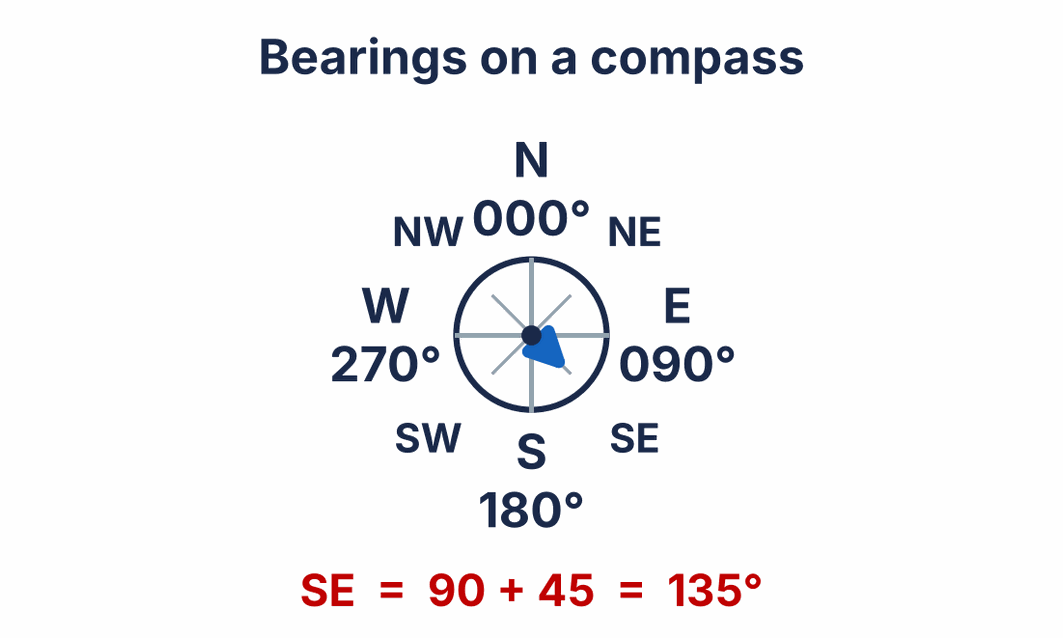 Bearings on a compass
N
NW 000° NE
W E
270° 090°
SW S SE
180°
SE = 90 + 45 = 135°